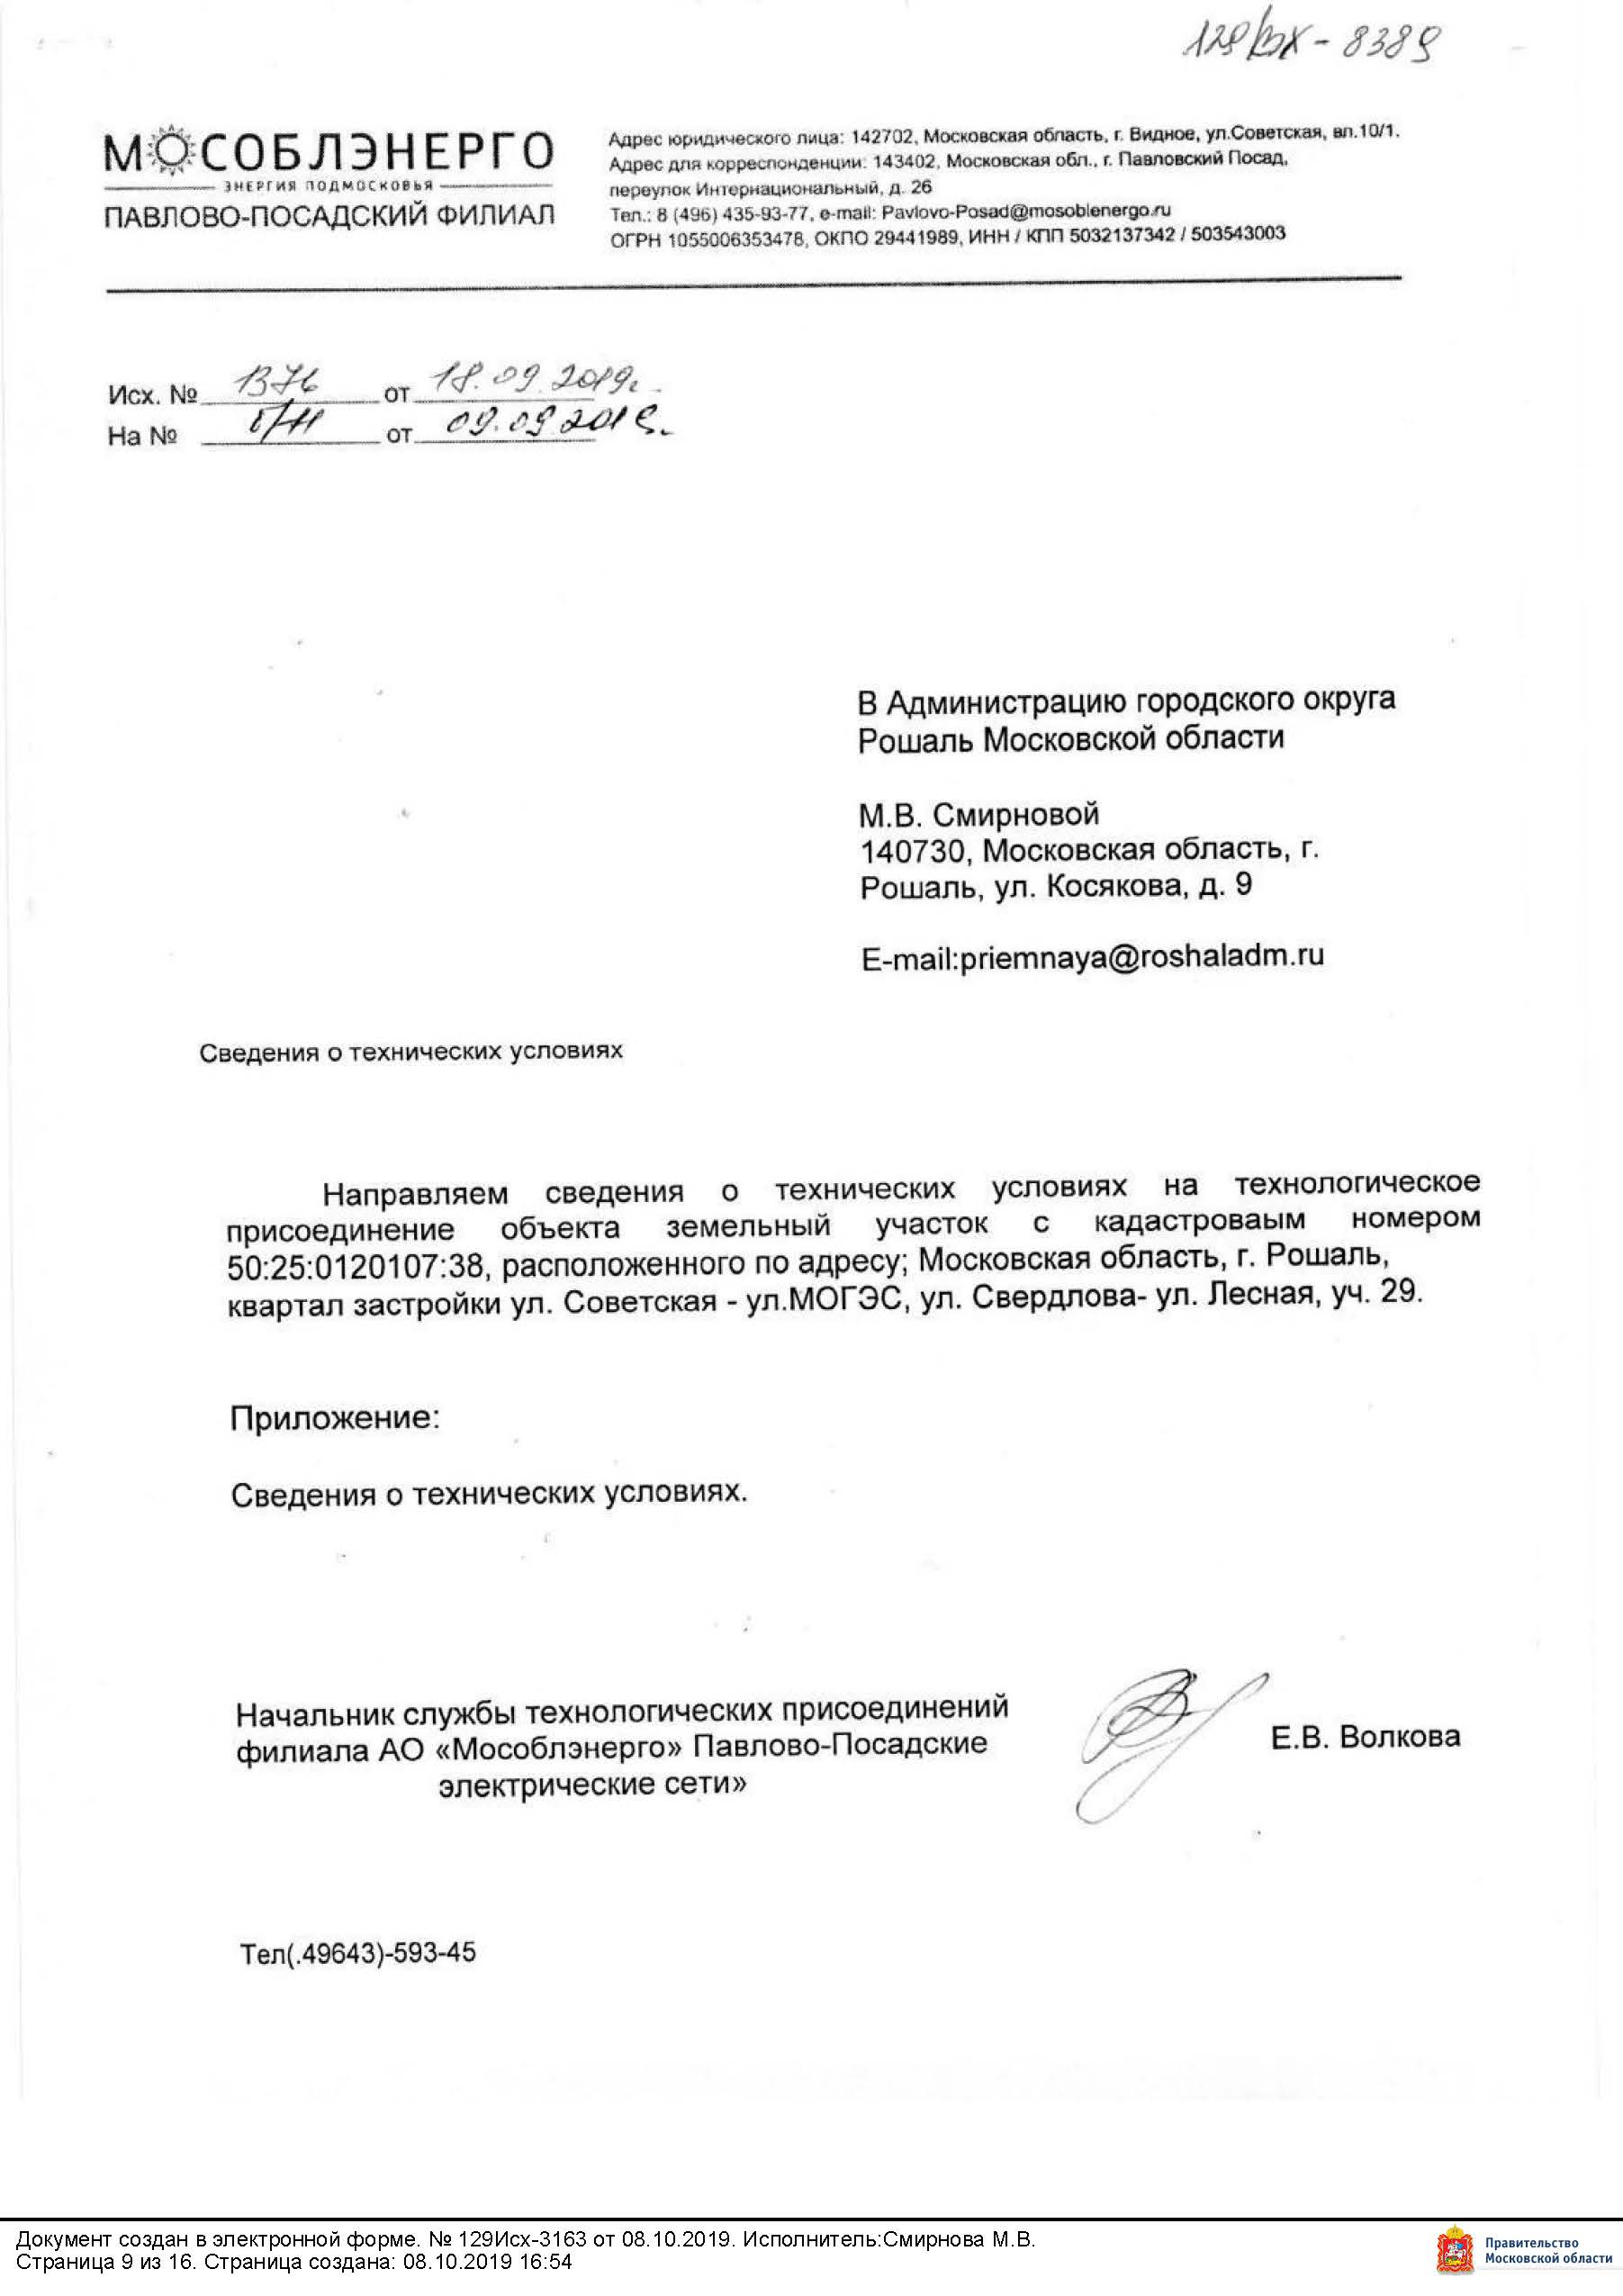 129/вх - 8389
МОСОБЛЭНЕРГО
ЭНЕРГИЯ ПОДМОСКОВЬЯ
ПАВЛОВО-ПОСАДСКИЙ ФИЛИАЛ
Адрес юридического лица: 142702, Московская область, г. Видное, ул.Советская, вл.10/1.
Адрес для корреспонденции: 143402, Московская обл., г. Павловский Посад,
переулок Интернациональный, д. 26
Тел.: 8 (496) 435-93-77, e-mail: Pavlovo-Posad@mosoblenergo.ru
ОГРН 1055006353478, ОКПО 29441989, ИНН / КПП 5032137342 / 503543003
Исх. № 1376 от 18.09.2019г.
На № б/н от 09.09.2019.
В Администрацию городского округа
Рошаль Московской области
М.В. Смирновой
140730, Московская область, г.
Рошаль, ул. Косякова, д. 9
E-mail:priemnaya@roshaladm.ru
Сведения о технических условиях
Направляем сведения о технических условиях на технологическое
присоединение объекта земельный участок с кадастроваым номером
50:25:0120107:38, расположенного по адресу; Московская область, г. Рошаль,
квартал застройки ул. Советская - ул.МОГЭС, ул. Свердлова- ул. Лесная, уч. 29.
Приложение:
Сведения о технических условиях.
Начальник службы технологических присоединений
филиала АО «Мособлэнерго» Павлово-Посадские
электрические сети»
Е.В. Волкова
Тел(.49643)-593-45
Документ создан в электронной форме. № 129Исх-3163 от 08.10.2019. Исполнитель:Смирнова М.В.
Страница 9 из 16. Страница создана: 08.10.2019 16:54
Правительство
Московской области